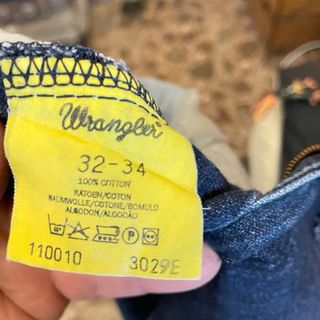 Wrangler
32-34
100% COTTON
KATOEN/COTON
BAUMWOLLE/COTONE/BOMULD
ALGODON/ALGODÃO
110010 3029E